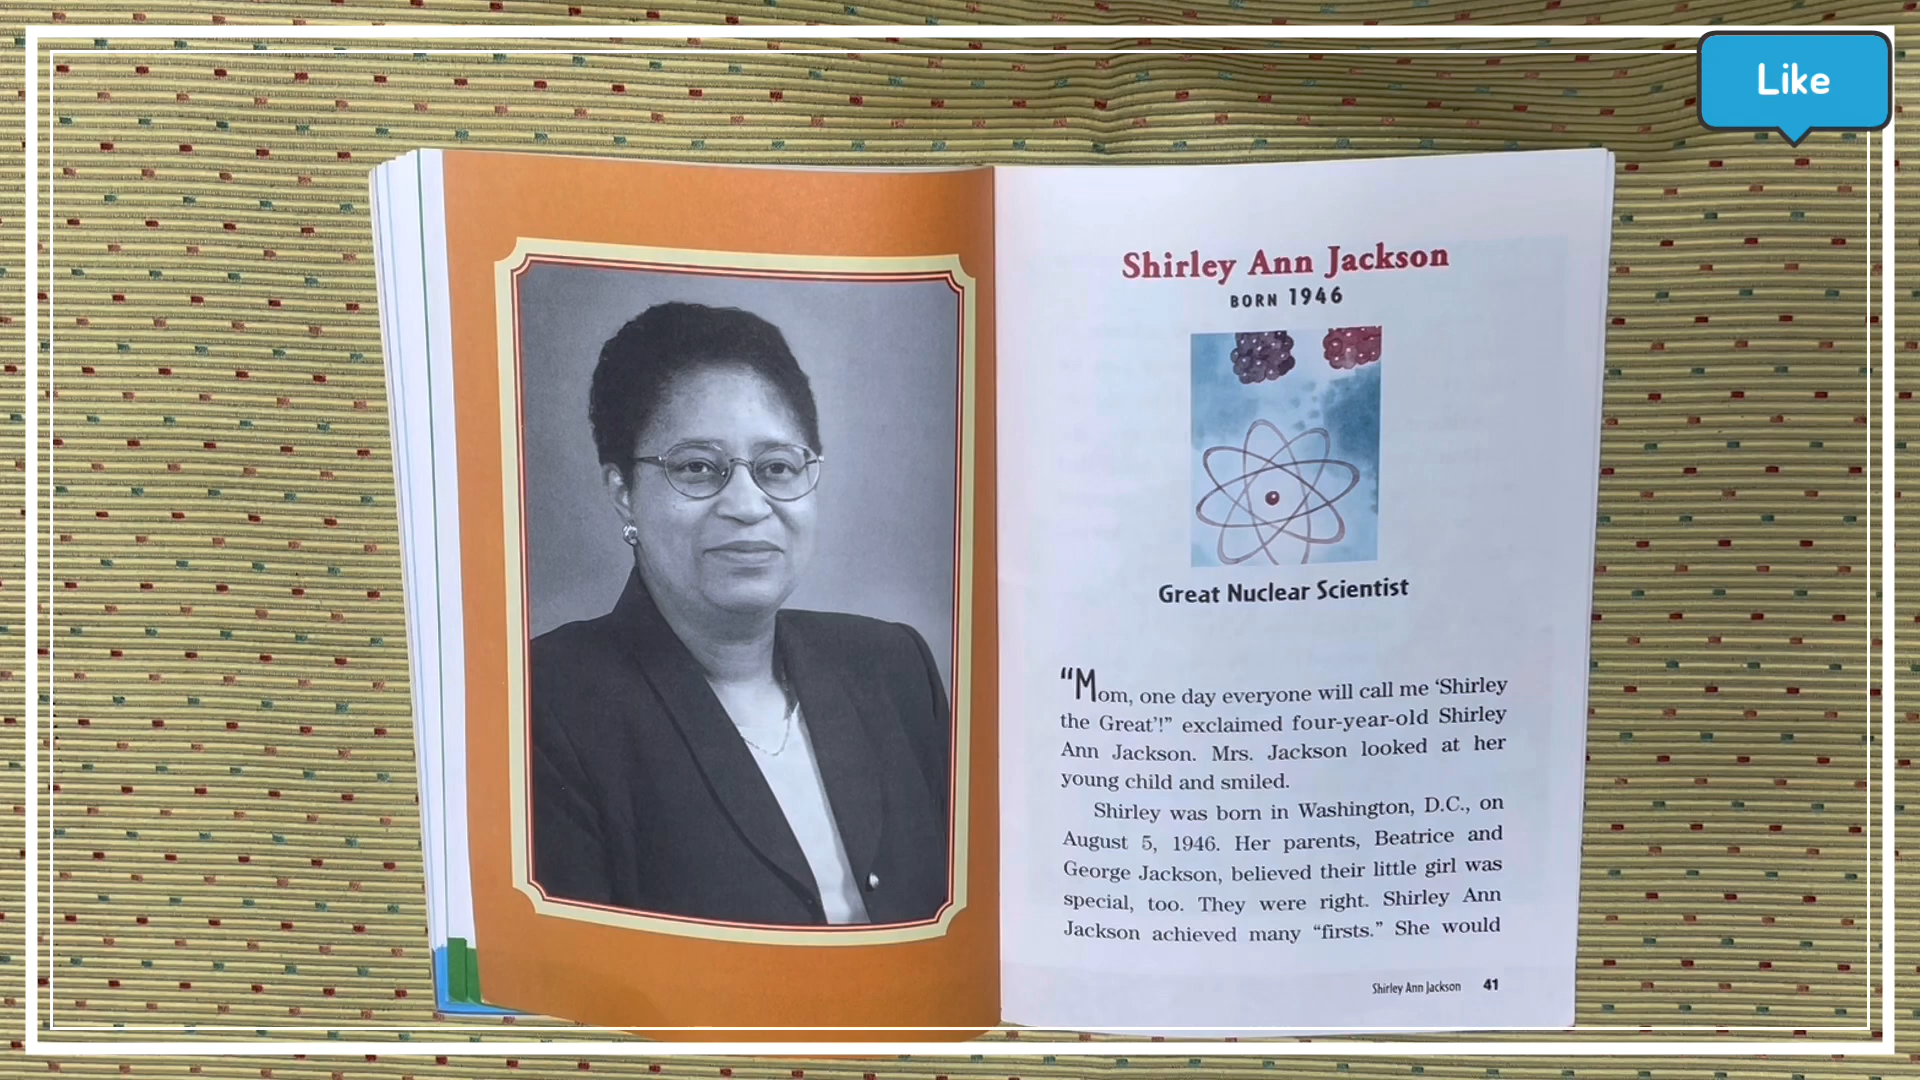 Like
Shirley Ann Jackson
BORN 1946
Great Nuclear Scientist
“Mom, one day everyone will call me ‘Shirley
the Great’!” exclaimed four-year-old Shirley
Ann Jackson. Mrs. Jackson looked at her
young child and smiled.
Shirley was born in Washington, D.C., on
August 5, 1946. Her parents, Beatrice and
George Jackson, believed their little girl was
special, too. They were right. Shirley Ann
Jackson achieved many “firsts.” She would
Shirley Ann Jackson 41